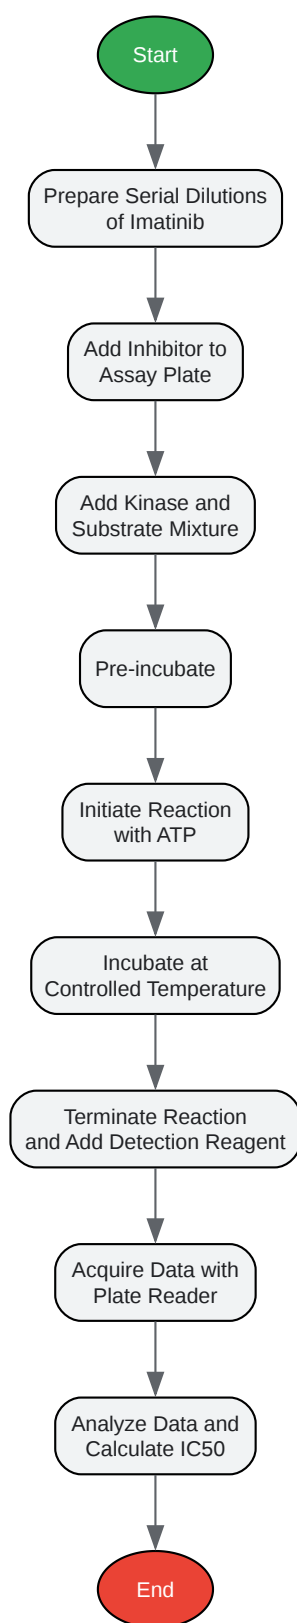 Start
Prepare Serial Dilutions
of Imatinib
Add Inhibitor to
Assay Plate
Add Kinase and
Substrate Mixture
Pre-incubate
Initiate Reaction
with ATP
Incubate at
Controlled Temperature
Terminate Reaction
and Add Detection Reagent
Acquire Data with
Plate Reader
Analyze Data and
Calculate IC50
End